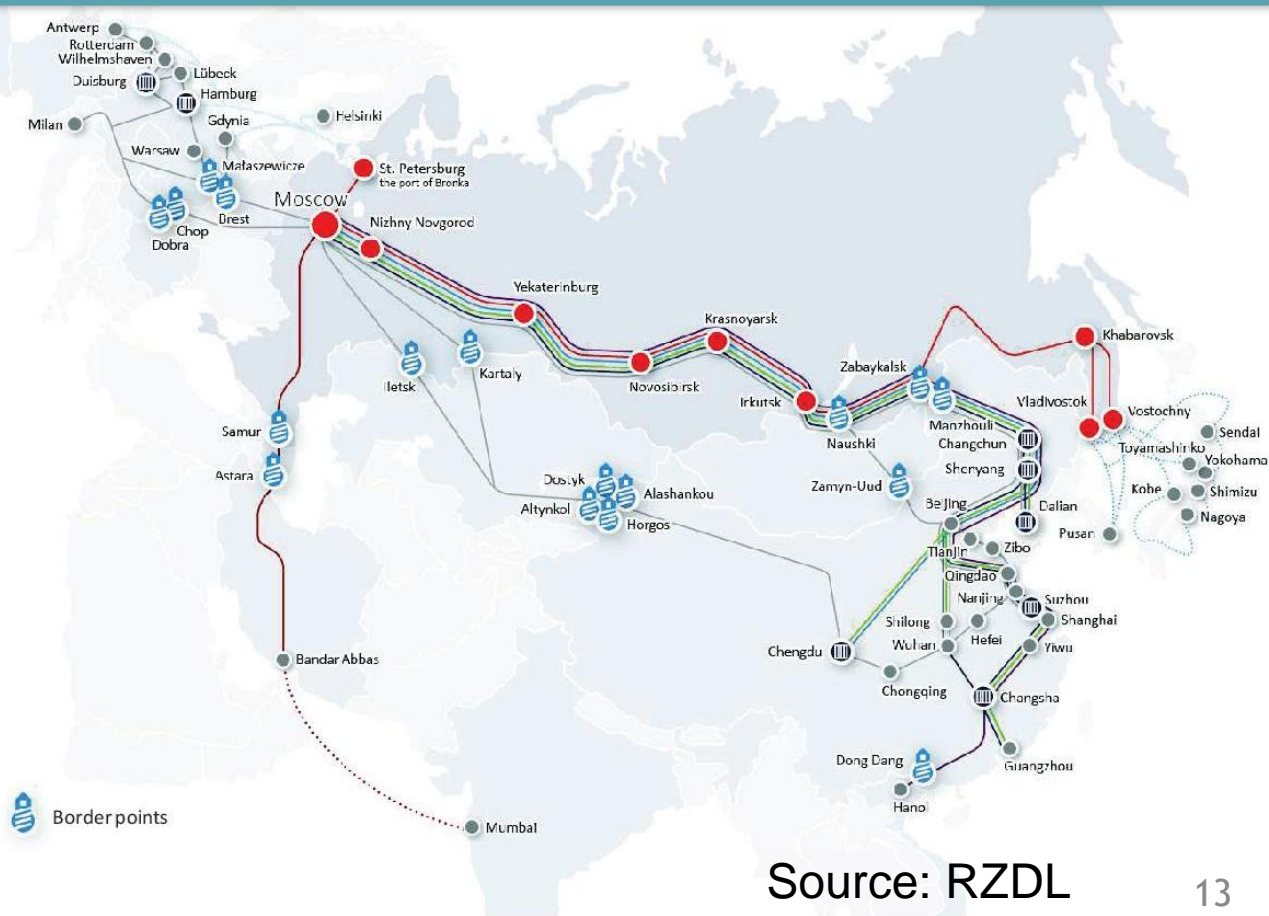 Antwerp
Rotterdam
Wilhelmshaven
Duisburg
Lübeck
Hamburg
Milan
Gdynia
Helsinki
Warsaw
Małaszewicze
St. Petersburg
the port of Bronka
Moscow
Brest
Chop
Dobra
Nizhny Novgorod
Yekaterinburg
Krasnoyarsk
Novosibirsk
Irkutsk
Zabaykalsk
Khabarovsk
Iletsk
Kartaly
Naushki
Manzhouli
Vladivostok
Vostochny
Changchun
Toyamashinko
Sendai
Yokohama
Samur
Astara
Shenyang
Zamyn-Uud
Dostyk
Alashankou
Altynkol
Horgos
Beijing
Dalian
Kobe
Shimizu
Nagoya
Pusan
Tianjin
Zibo
Qingdao
Nanjing
Suzhou
Shanghai
Shilong
Hefei
Wuhan
Yiwu
Chengdu
Bandar Abbas
Chongqing
Changsha
Guangzhou
Dong Dang
Hanoi
Border points
Mumbai
Source: RZDL
13